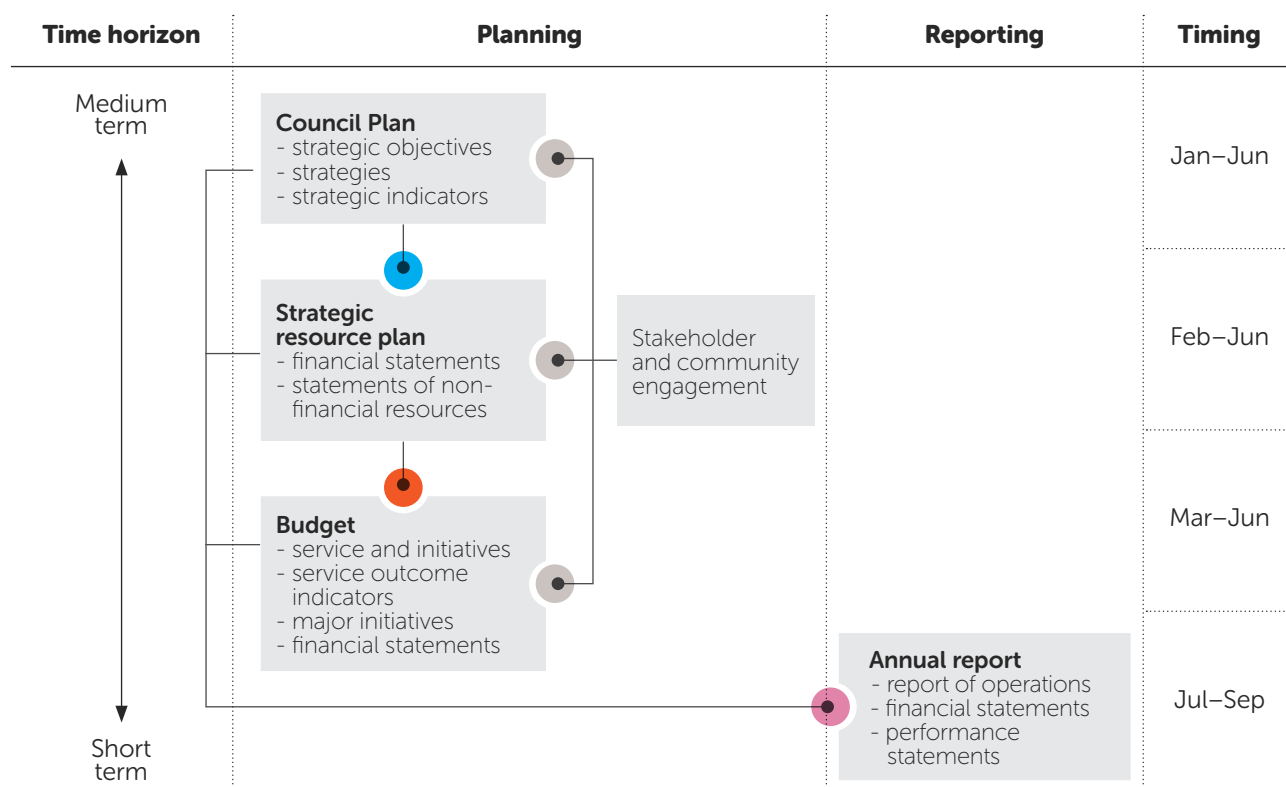 Time horizon
Planning
Reporting
Timing
Medium
term
Council Plan
- strategic objectives
- strategies
- strategic indicators
Jan–Jun
Strategic
resource plan
- financial statements
- statements of non-
financial resources
Stakeholder
and community
engagement
Feb–Jun
Budget
- service and initiatives
- service outcome
indicators
- major initiatives
- financial statements
Mar–Jun
Annual report
- report of operations
- financial statements
- performance
statements
Jul–Sep
Short
term